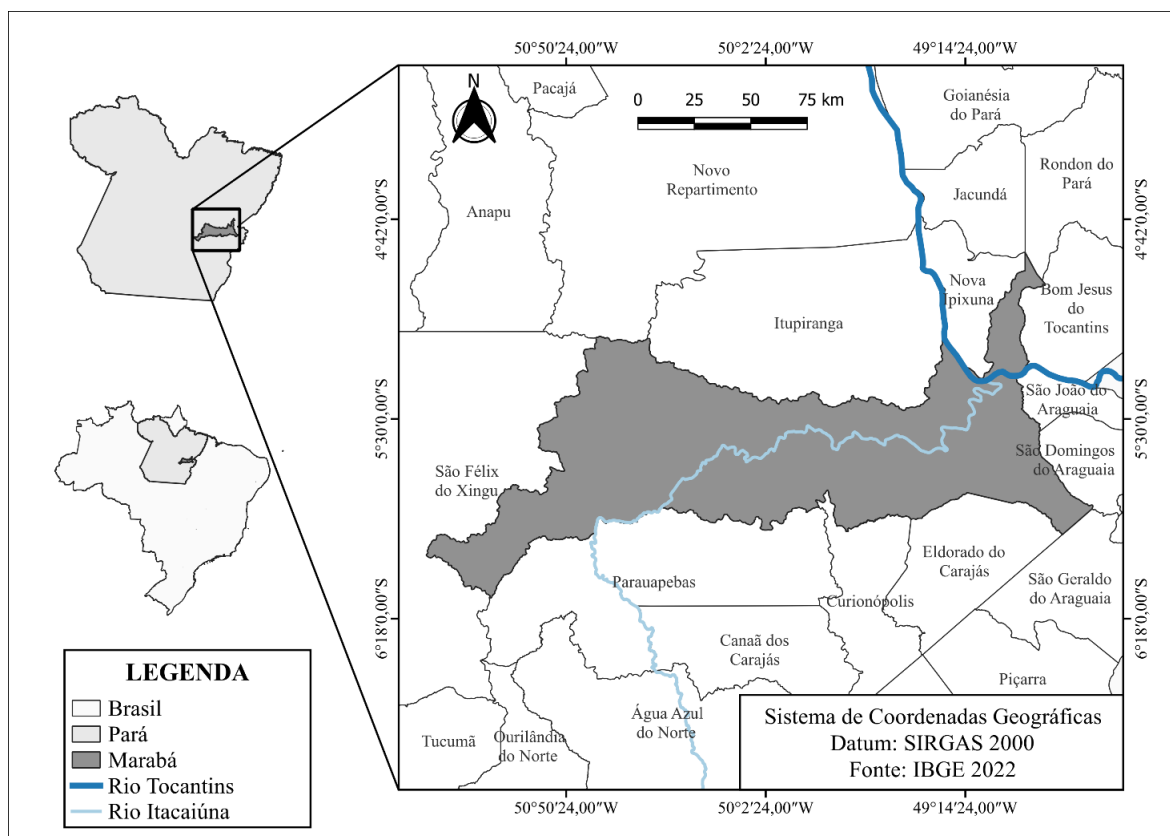 50°50′24,00″W
50°2′24,00″W
49°14′24,00″W
N
0
25
50
75 km
Pacajá
Goianésia
do Pará
Novo
Repartimento
Rondon do
Pará
Jacundá
Anapu
4°42′0,00″S
4°42′0,00″S
Nova
Ipixuna
Bom Jesus
do
Tocantins
Itupiranga
São João do
Araguaia
5°30′0,00″S
5°30′0,00″S
São Domingos
do Araguaia
São Félix
do Xingu
Eldorado do
Carajás
Parauapebas
São Geraldo
do Araguaia
Curionópolis
6°18′0,00″S
6°18′0,00″S
Canaã dos
Carajás
Piçarra
Água Azul
do Norte
Tucumã
Ourilândia
do Norte
50°50′24,00″W
50°2′24,00″W
49°14′24,00″W
LEGENDA
Brasil
Pará
Marabá
Rio Tocantins
Rio Itacaiúna
Sistema de Coordenadas Geográficas
Datum: SIRGAS 2000
Fonte: IBGE 2022